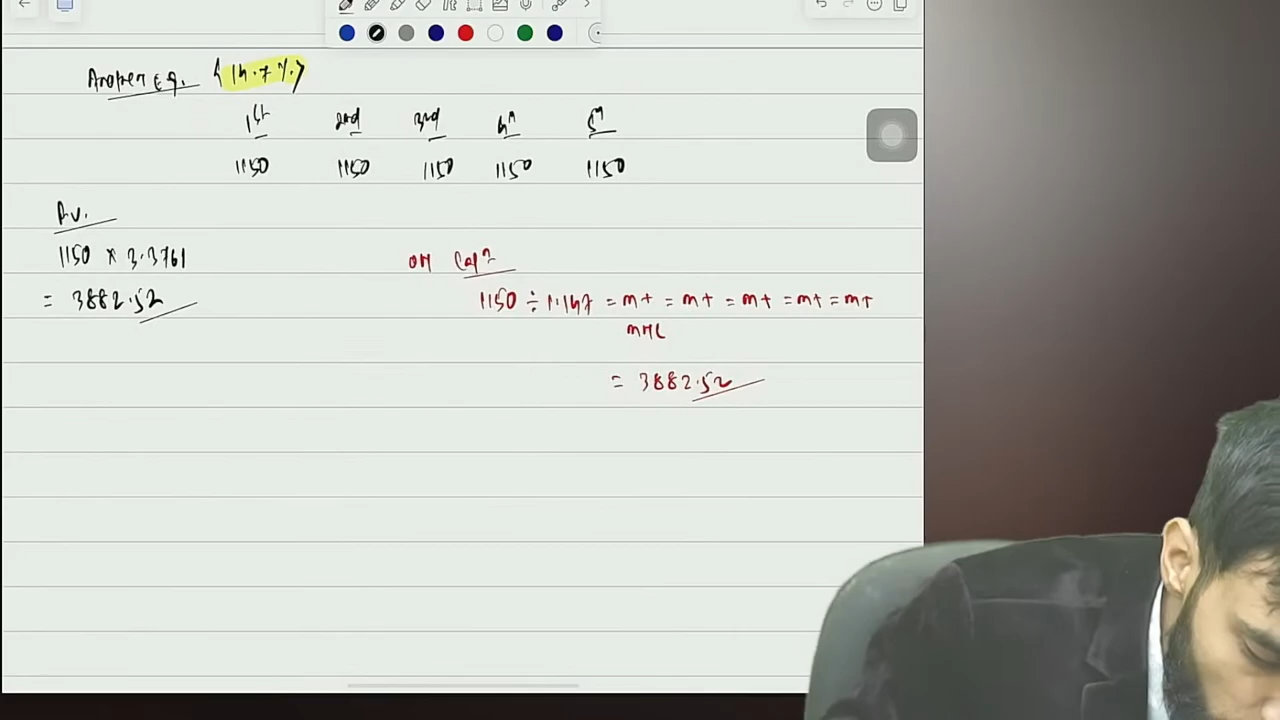 Another eg. {14.7%}
1st 2nd 3rd 4th 5th
1150 1150 1150 1150 1150
P.V.
1150 × 3.3761
= 3882.52
on Calc
1150 ÷ 1.147 = m+ = m+ = m+ = m+ = m+
mrc
= 3882.52